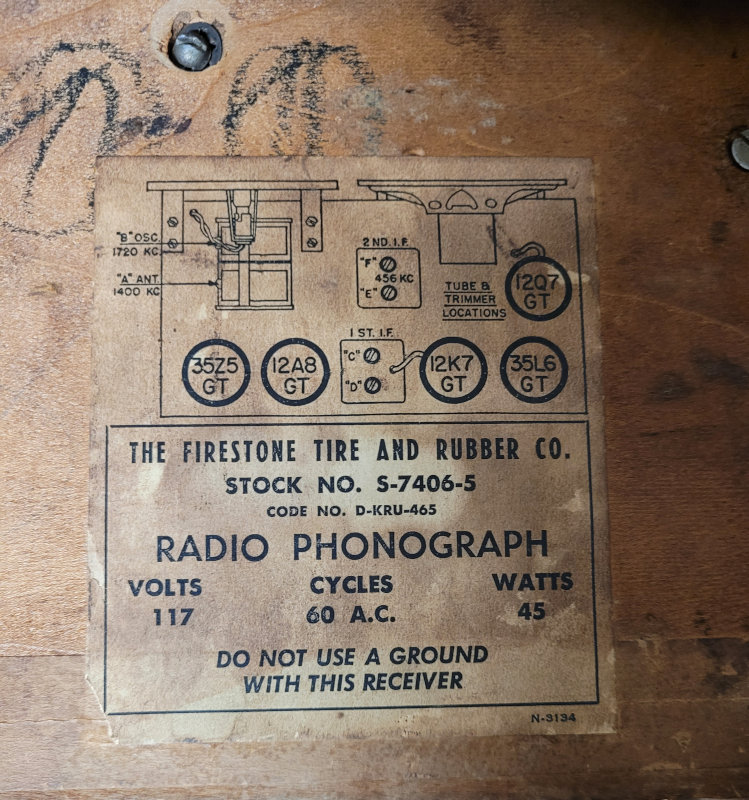 "B" OSC.
1720 KC
"A" ANT.
1400 KC
2 ND. I.F.
"F"
456 KC
"E"
TUBE &
TRIMMER
LOCATIONS
12Q7
GT
1 ST. I.F.
"C"
"D"
35Z5
GT
12A8
GT
12K7
GT
35L6
GT
THE FIRESTONE TIRE AND RUBBER CO.
STOCK NO. S-7406-5
CODE NO. D-KRU-465
RADIO PHONOGRAPH
VOLTS CYCLES WATTS
117 60 A.C. 45
DO NOT USE A GROUND
WITH THIS RECEIVER
N-3134